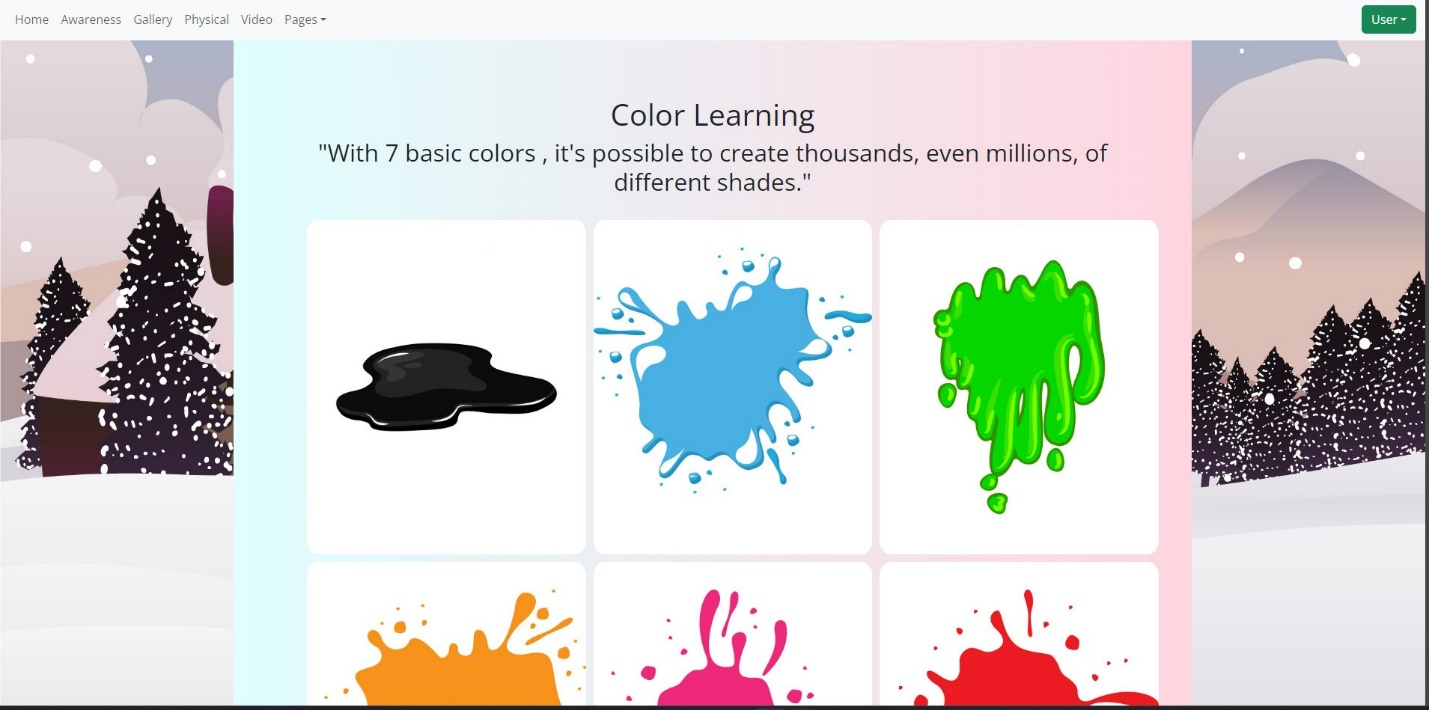 Home Awareness Gallery Physical Video Pages User
Color Learning
"With 7 basic colors , it's possible to create thousands, even millions, of
different shades."